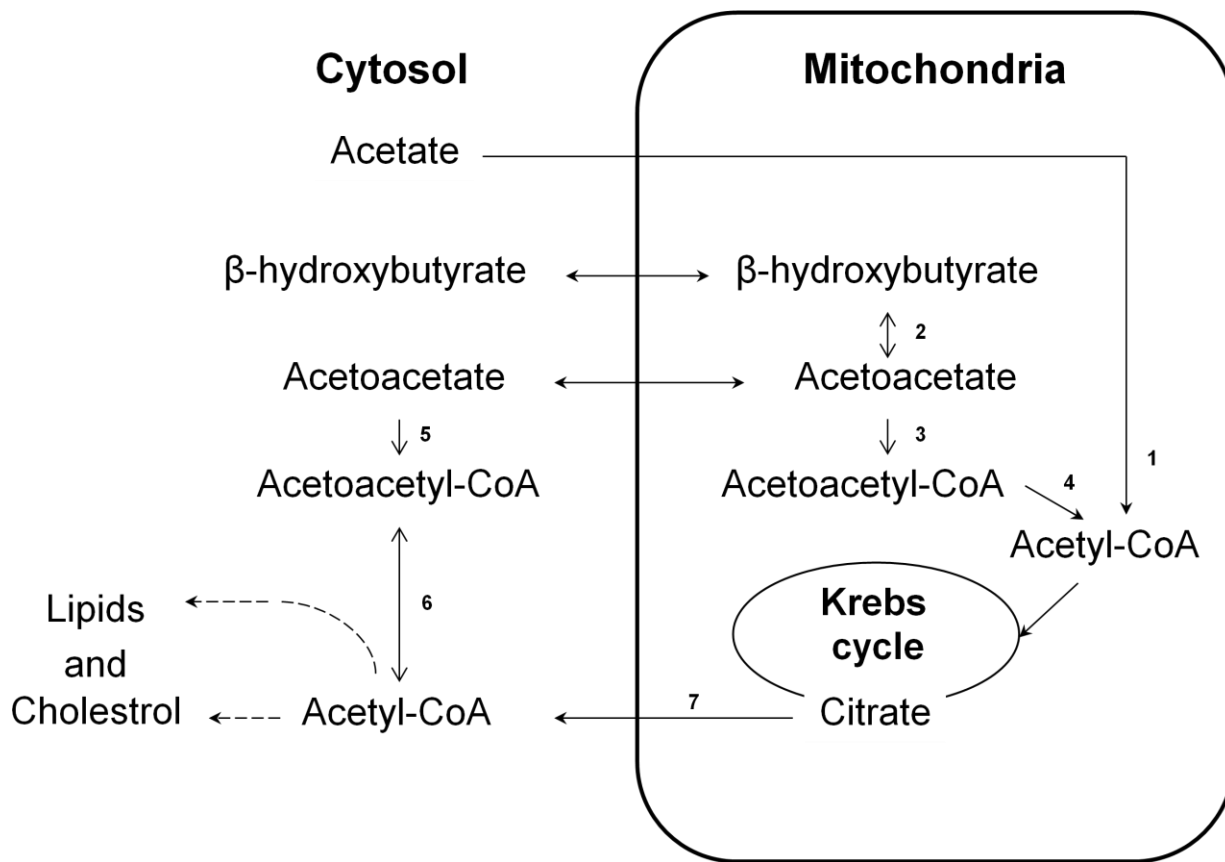 Cytosol
Mitochondria
Acetate
β-hydroxybutyrate
β-hydroxybutyrate
2
Acetoacetate
Acetoacetate
5
3
Acetoacetyl-CoA
Acetoacetyl-CoA
4
1
Acetyl-CoA
6
Lipids
and
Cholestrol
Krebs
cycle
Acetyl-CoA
7
Citrate